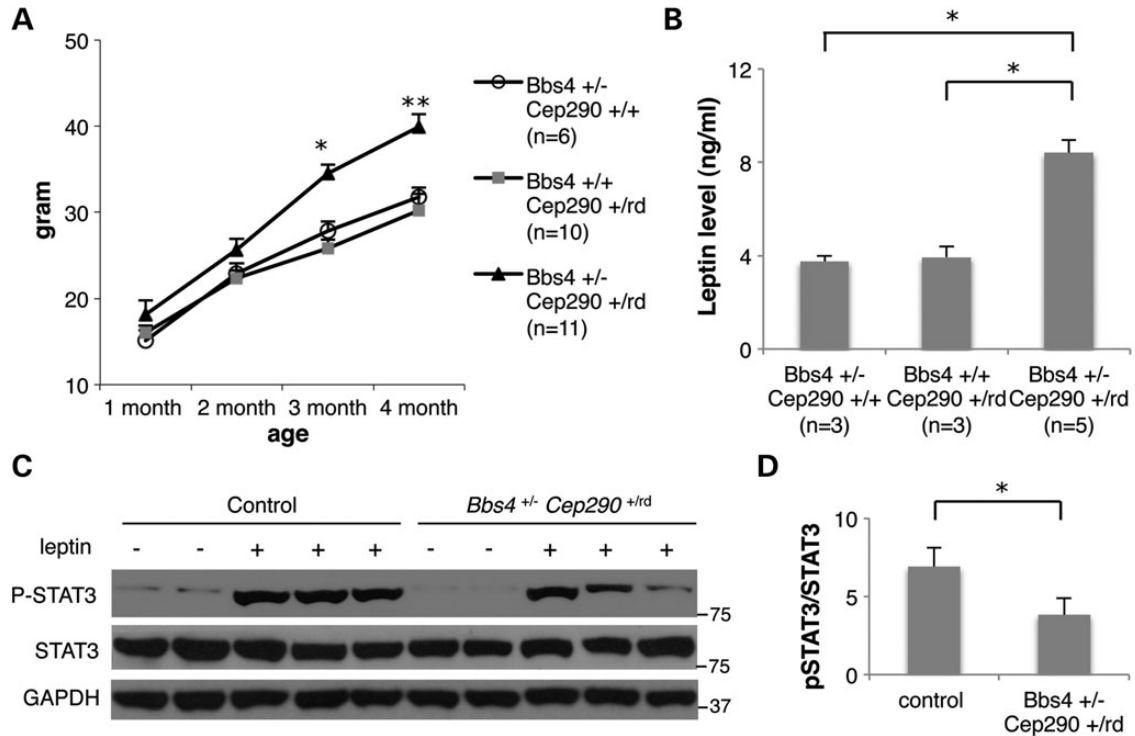 A
50
40
30
20
10
gram
*
**
1 month 2 month 3 month 4 month
age
Bbs4 +/-
Cep290 +/+
(n=6)
Bbs4 +/+
Cep290 +/rd
(n=10)
Bbs4 +/-
Cep290 +/rd
(n=11)
B
*
*
12
8
4
0
Leptin level (ng/ml)
Bbs4 +/- Bbs4 +/+ Bbs4 +/-
Cep290 +/+ Cep290 +/rd Cep290 +/rd
(n=3) (n=3) (n=5)
C
Control Bbs4 +/- Cep290 +/rd
leptin - - + + + - - + + +
P-STAT3
75
STAT3
75
GAPDH
37
D
*
10
5
0
pSTAT3/STAT3
control Bbs4 +/-
Cep290 +/rd